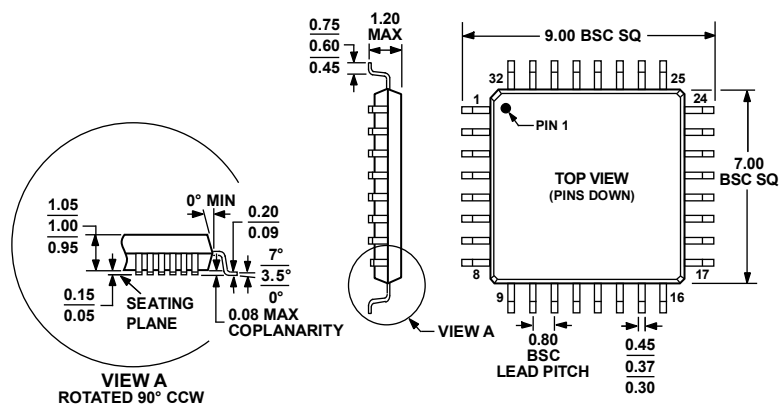 0.75
0.60
0.45
1.20
MAX
9.00 BSC SQ
32
25
1
24
PIN 1
TOP VIEW
(PINS DOWN)
7.00
BSC SQ
8
17
9
16
0.80
BSC
LEAD PITCH
0.45
0.37
0.30
VIEW A
0° MIN
1.05
1.00
0.95
0.20
0.09
7°
3.5°
0°
0.15
0.05
SEATING
PLANE
0.08 MAX
COPLANARITY
VIEW A
ROTATED 90° CCW